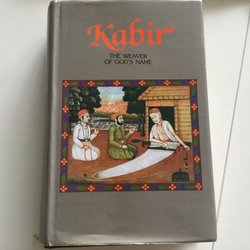 Kabir
THE WEAVER
OF GOD'S NAME